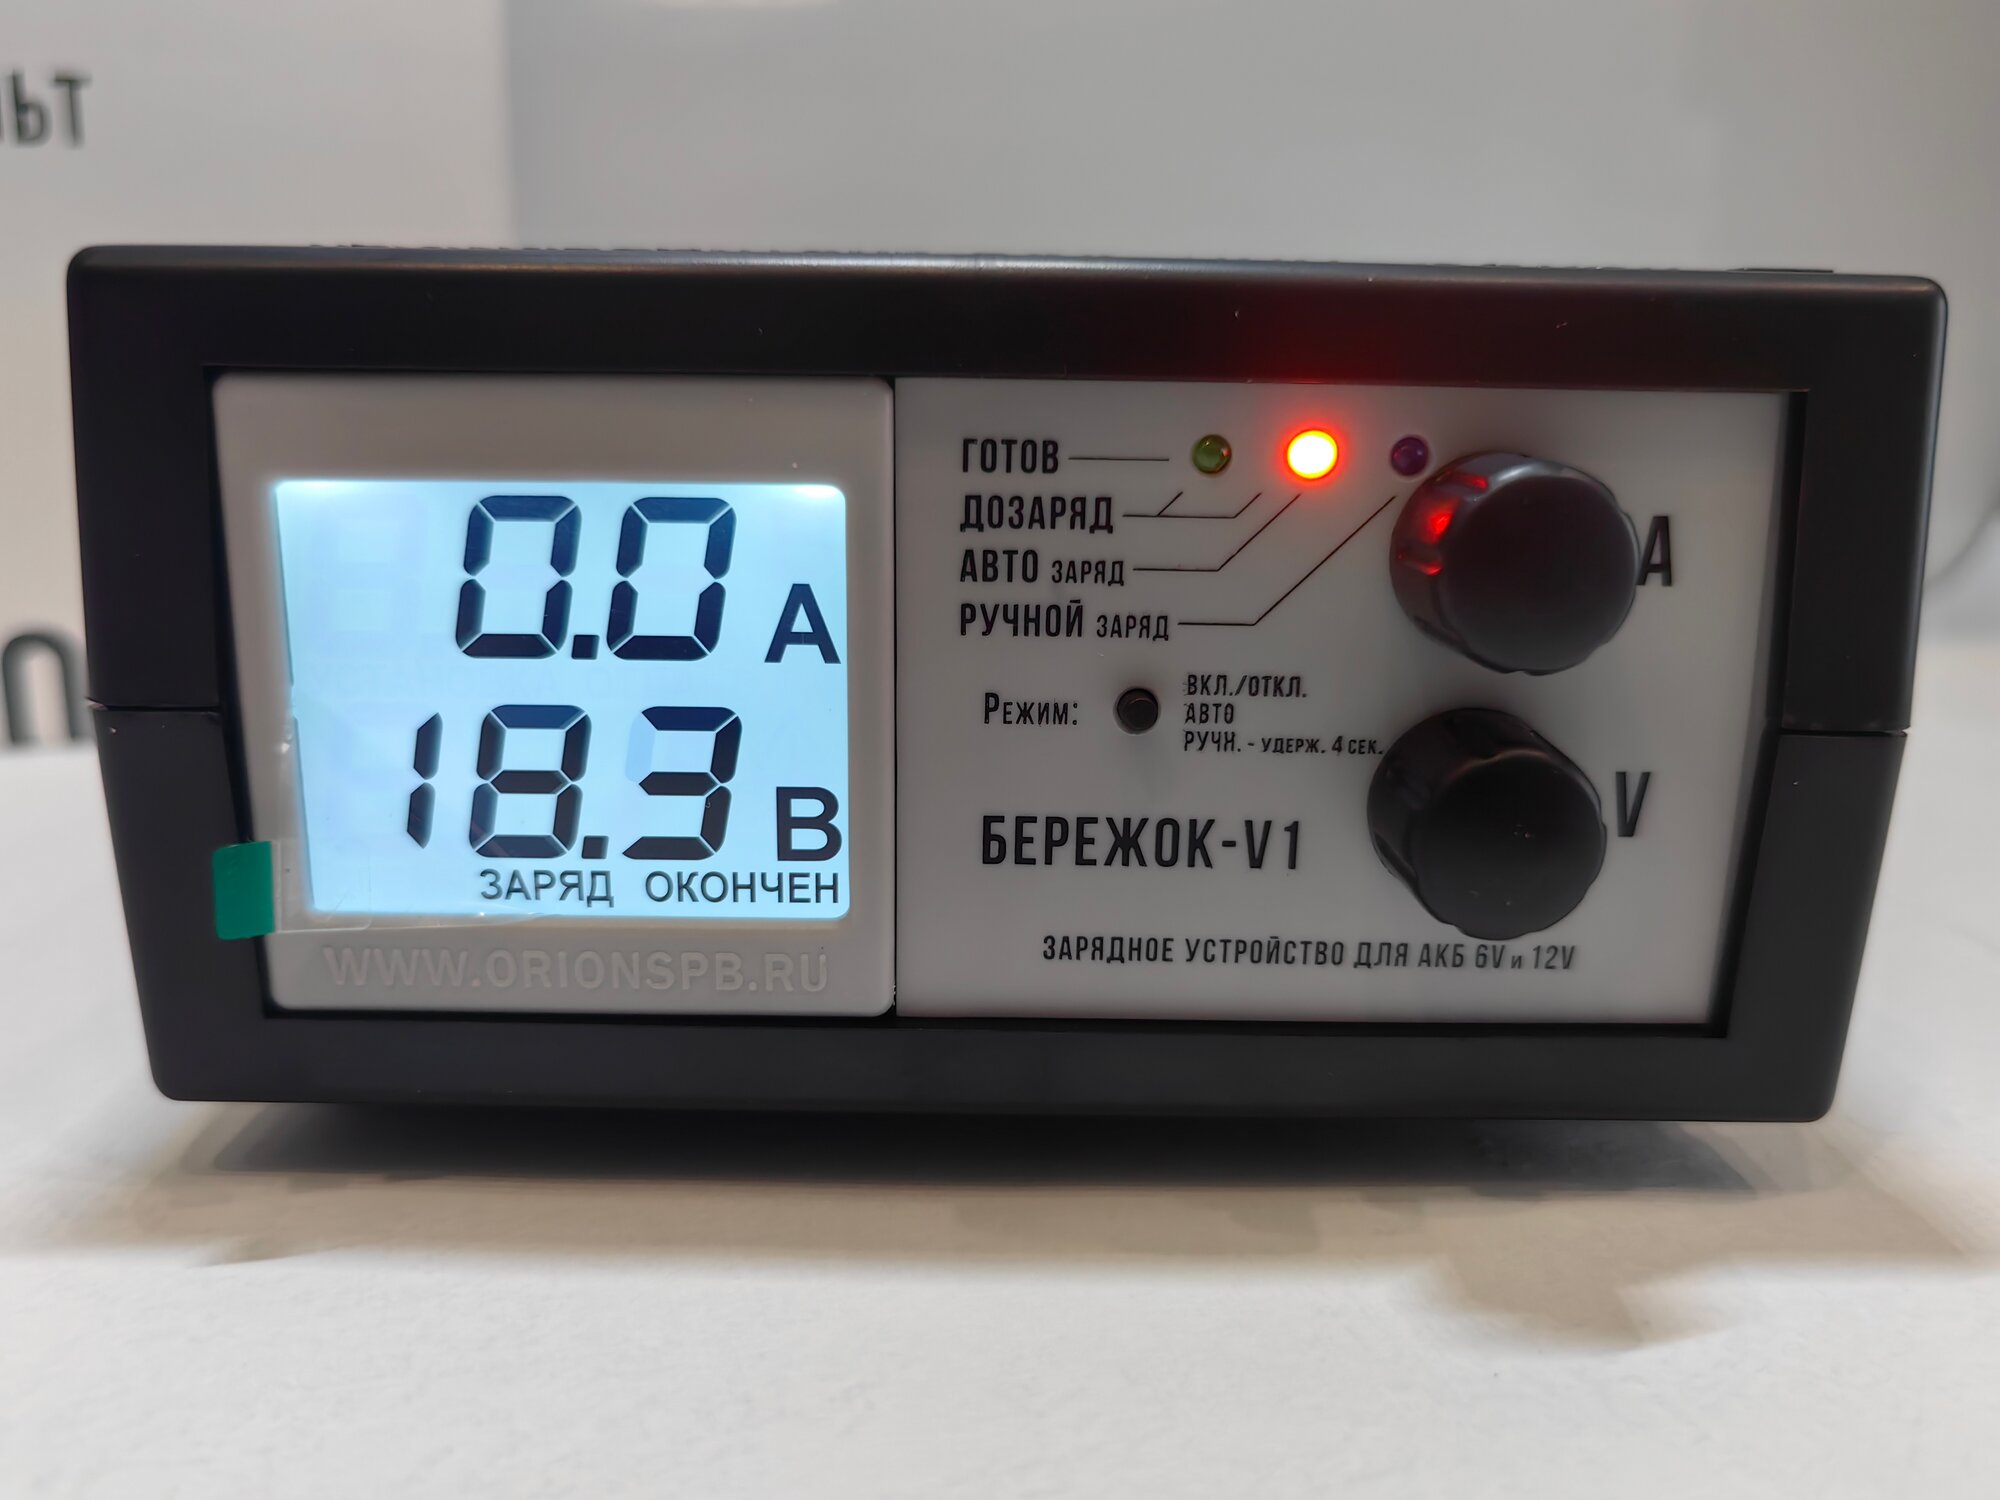 0.0 А
18.3 В
ЗАРЯД ОКОНЧЕН
WWW.ORIONSPB.RU
ГОТОВ
ДОЗАРЯД
АВТО ЗАРЯД
РУЧНОЙ ЗАРЯД
A
Режим:
ВКЛ./ОТКЛ.
АВТО
РУЧН. - УДЕРЖ. 4 СЕК.
V
БЕРЕЖОК-V1
ЗАРЯДНОЕ УСТРОЙСТВО ДЛЯ АКБ 6V и 12V